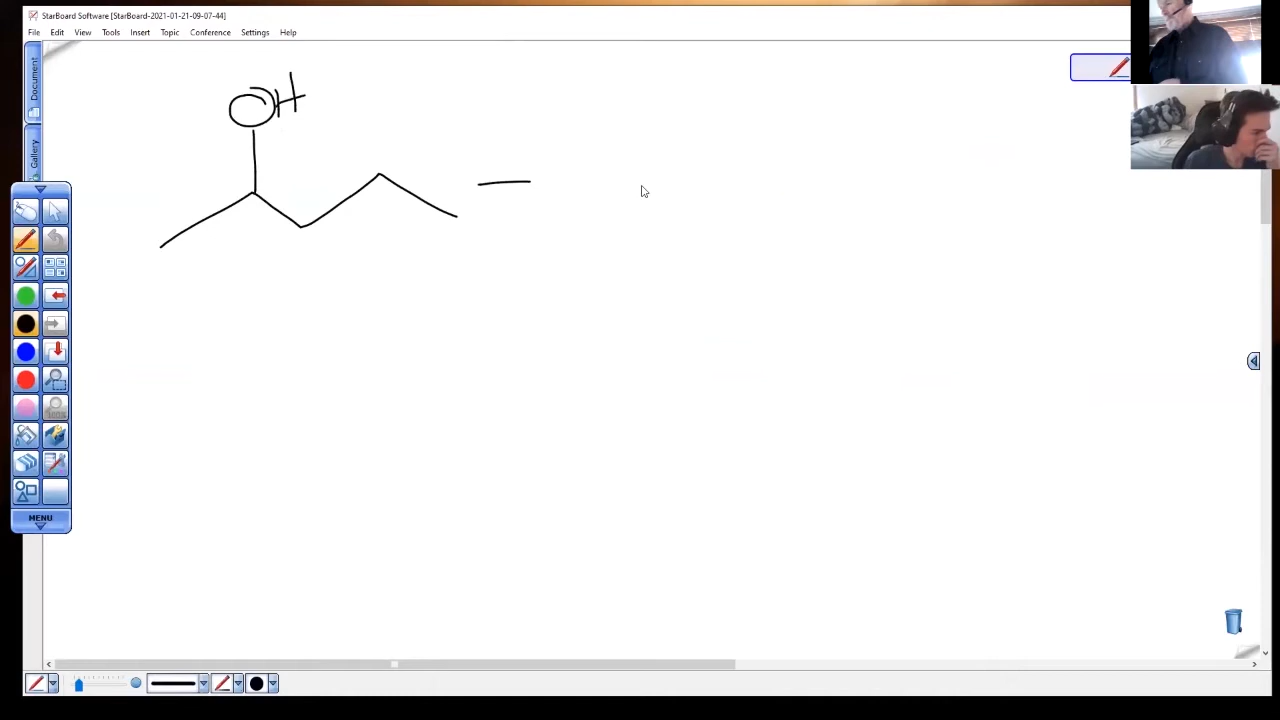 StarBoard Software [StarBoard-2021-01-21-09-07-44]
File Edit View Tools Insert Topic Conference Settings Help
Document
Gallery
OH
MENU